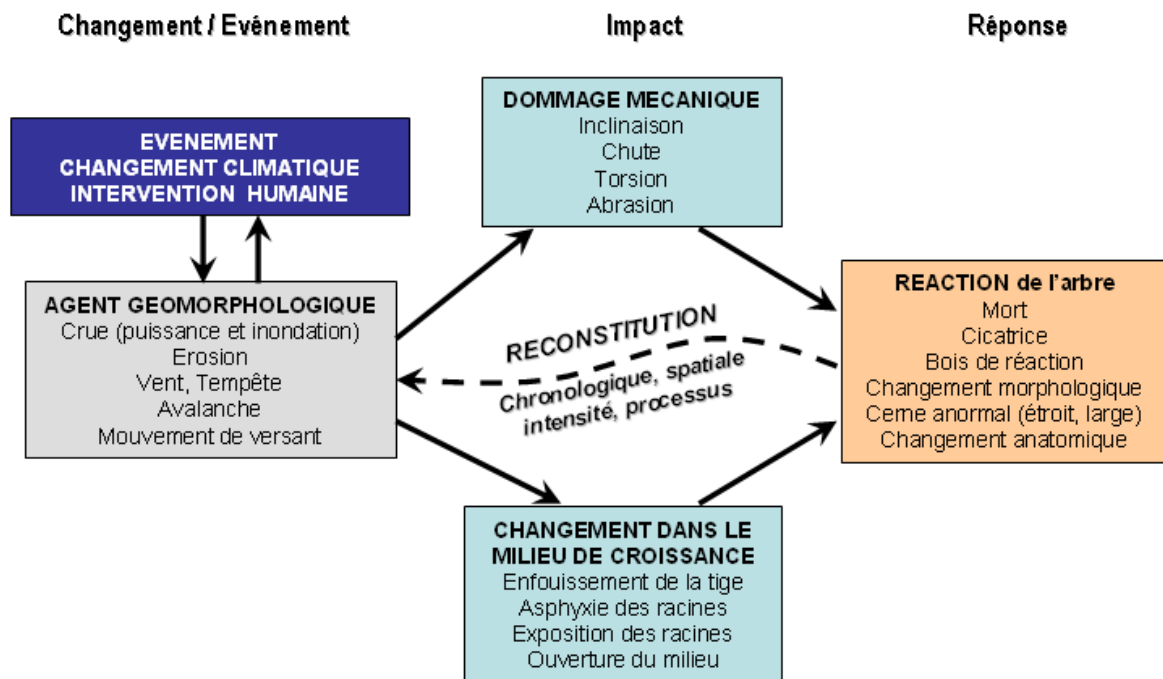 Changement / Evénement
Impact
Réponse
EVENEMENT
CHANGEMENT CLIMATIQUE
INTERVENTION HUMAINE
AGENT GEOMORPHOLOGIQUE
Crue (puissance et inondation)
Erosion
Vent, Tempête
Avalanche
Mouvement de versant
DOMMAGE MECANIQUE
Inclinaison
Chute
Torsion
Abrasion
RECONSTITUTION
Chronologique, spatiale
intensité, processus
CHANGEMENT DANS LE
MILIEU DE CROISSANCE
Enfouissement de la tige
Asphyxie des racines
Exposition des racines
Ouverture du milieu
REACTION de l'arbre
Mort
Cicatrice
Bois de réaction
Changement morphologique
Cerne anormal (étroit, large)
Changement anatomique